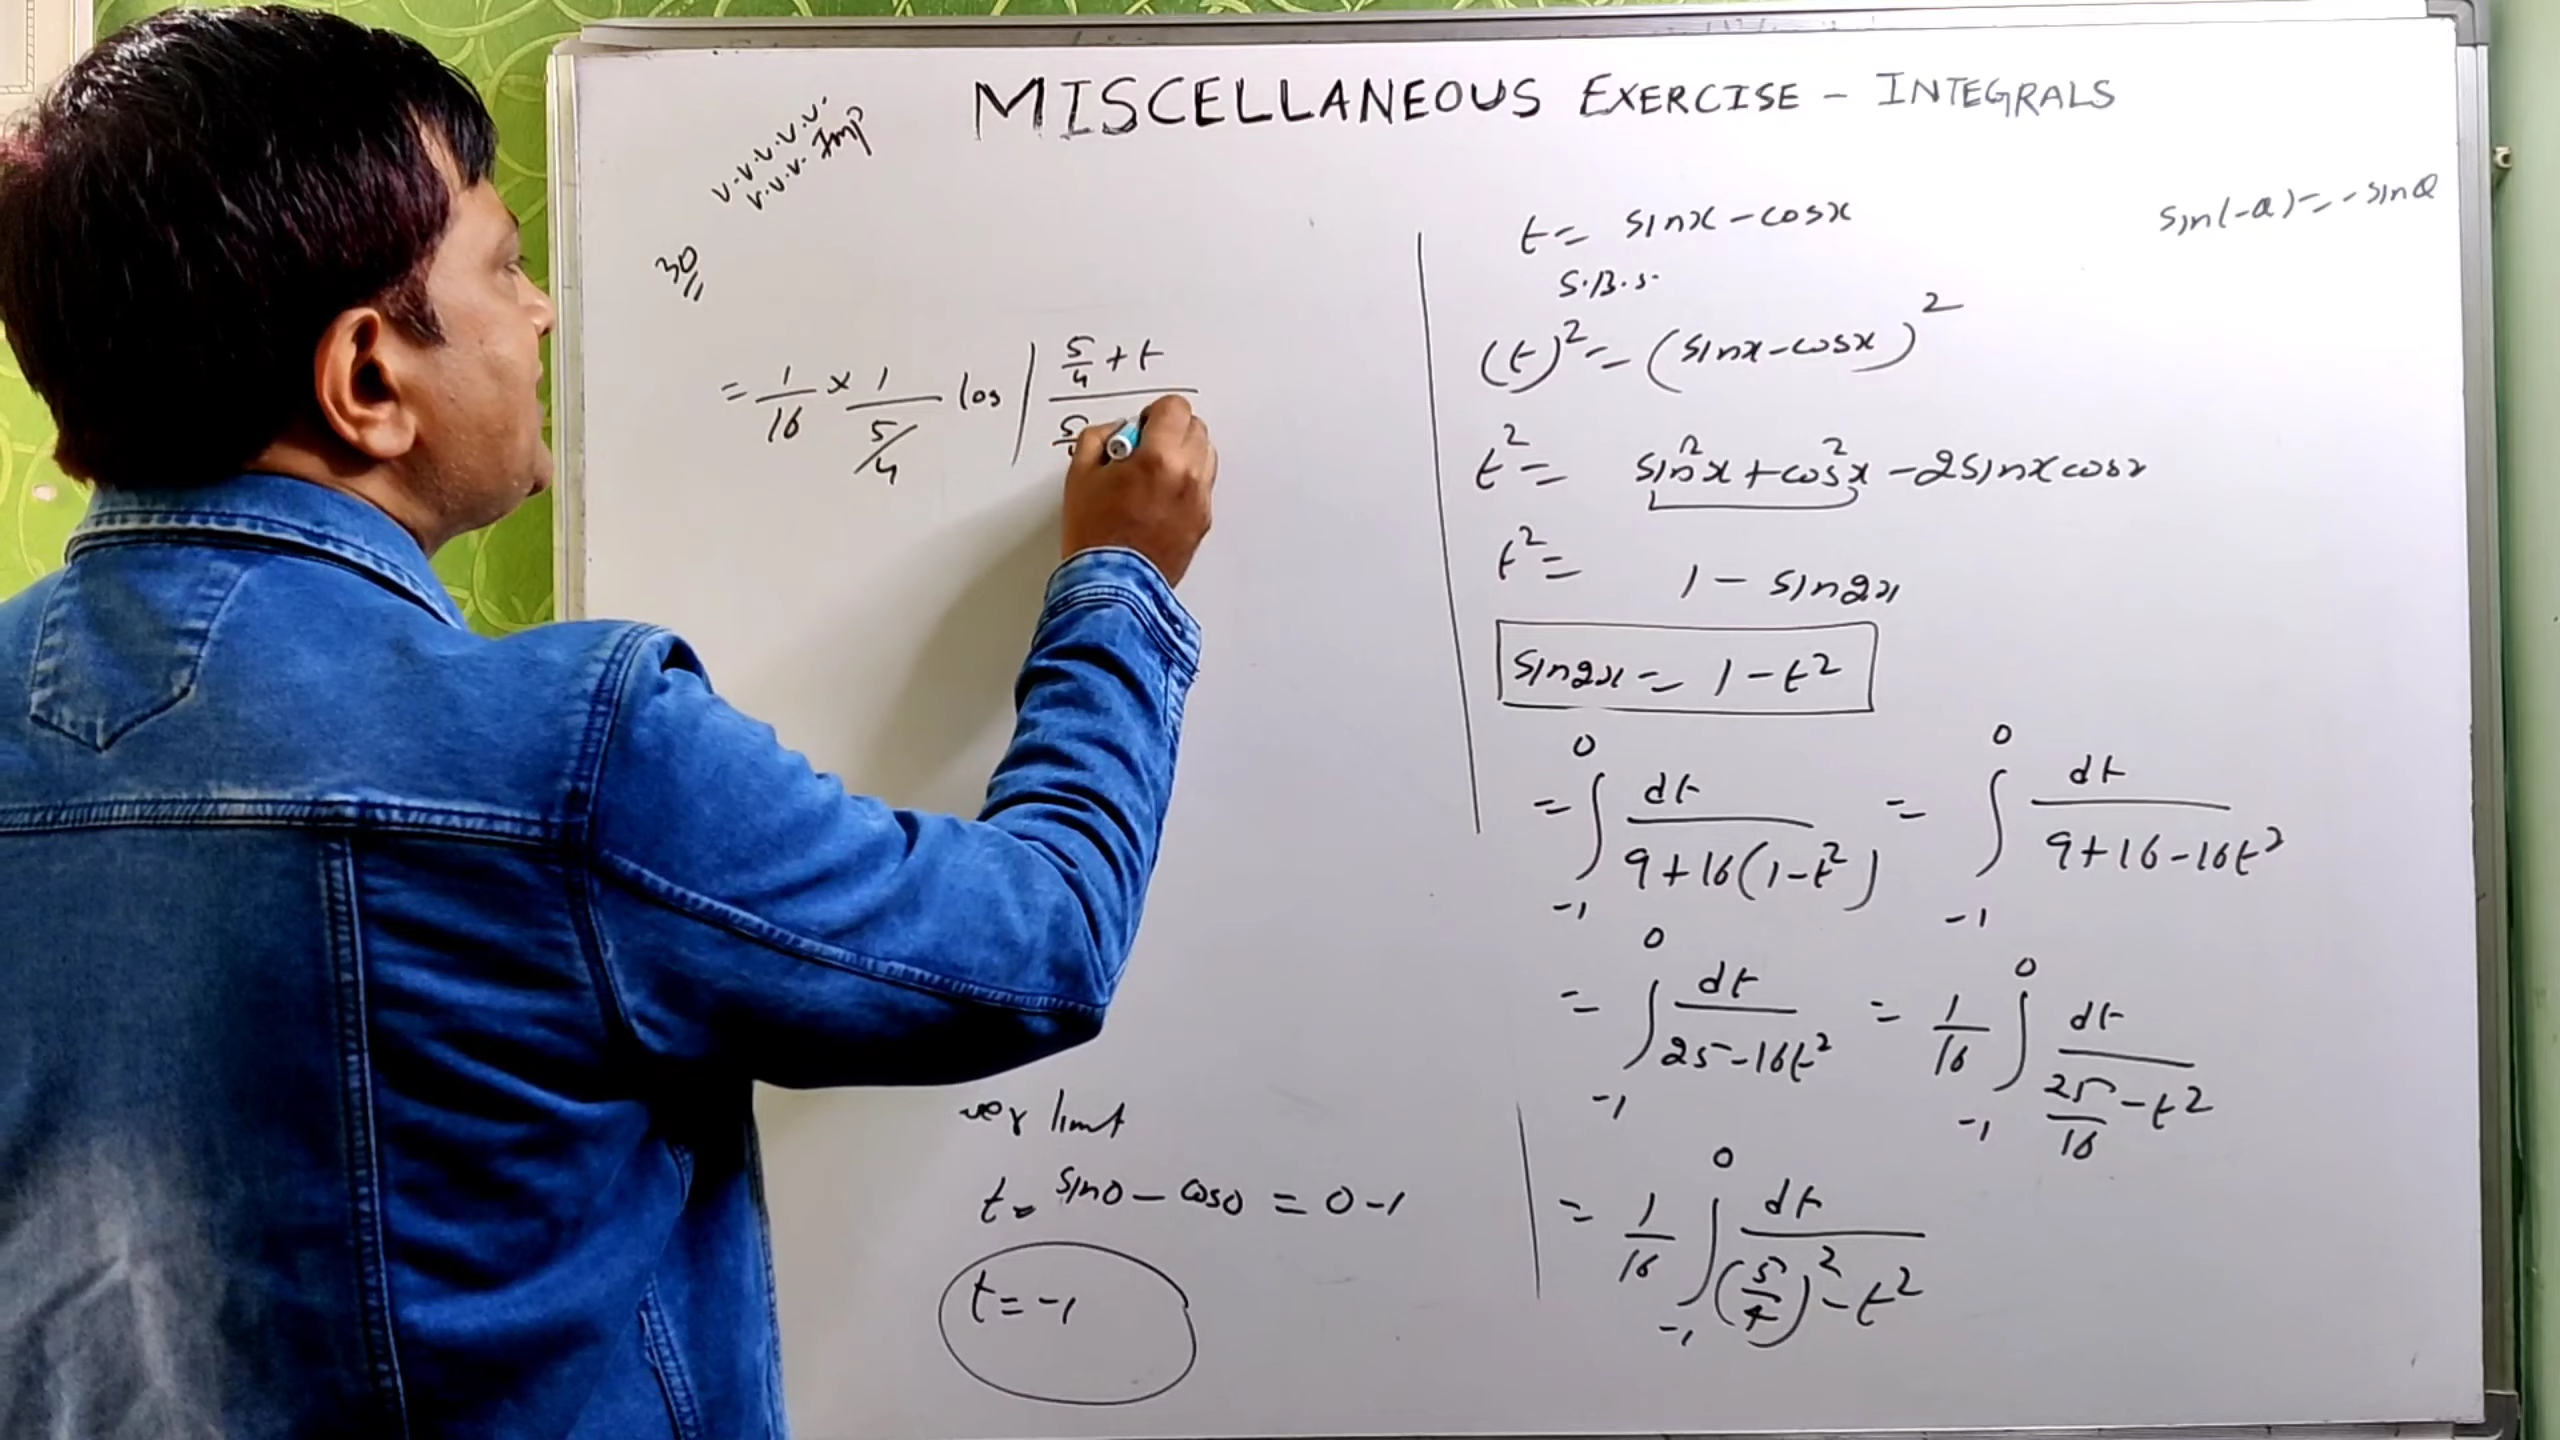 MISCELLANEOUS EXERCISE - INTEGRALS
v.v.v.v.v.
v.v.v. Imp
30
= 1/16 × 1/(5/4) log | (5/4 + t)/(5
t = sinx - cosx
sin(-θ) = -sinθ
S.B.S.
(t)² = (sinx - cosx)²
t² = sin²x + cos²x - 2sinxcosx
t² = 1 - sin2x
sin2x = 1 - t²
= ∫₋₁⁰ dt/(9+16(1-t²)) = ∫₋₁⁰ dt/(9+16-16t²)
= ∫₋₁⁰ dt/(25-16t²) = 1/16 ∫₋₁⁰ dt/(25/16 - t²)
= 1/16 ∫₋₁⁰ dt/((5/4)² - t²)
wer limit
t = sin0 - cos0 = 0-1
t = -1